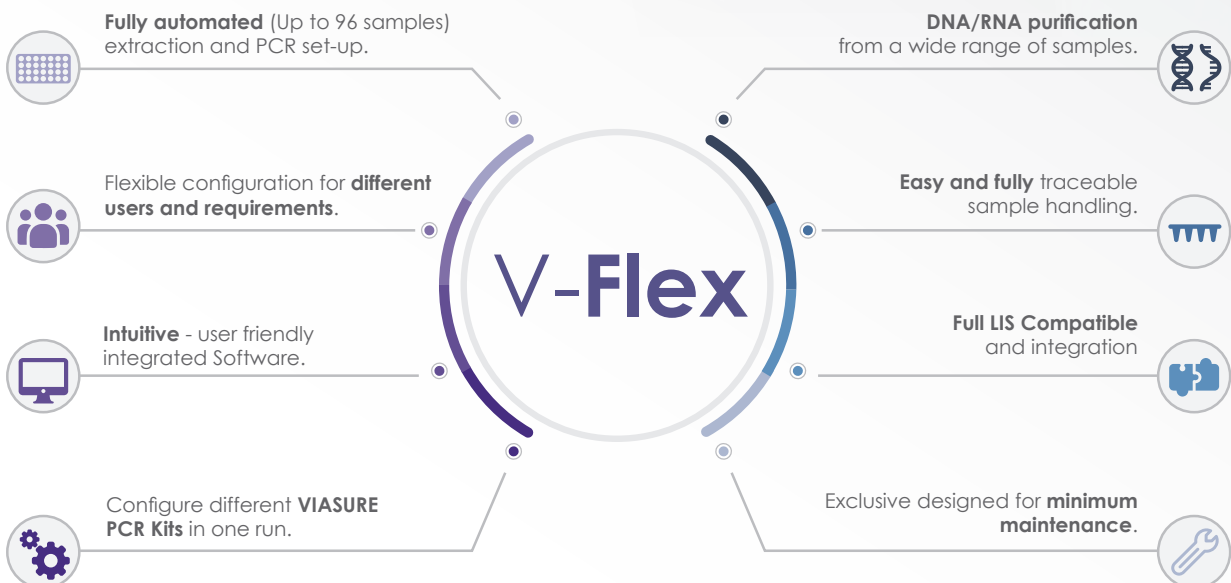 Fully automated (Up to 96 samples)
extraction and PCR set-up.
Flexible configuration for different
users and requirements.
Intuitive - user friendly
integrated Software.
Configure different VIASURE
PCR Kits in one run.
V-Flex
DNA/RNA purification
from a wide range of samples.
Easy and fully traceable
sample handling.
Full LIS Compatible
and integration
Exclusive designed for minimum
maintenance.